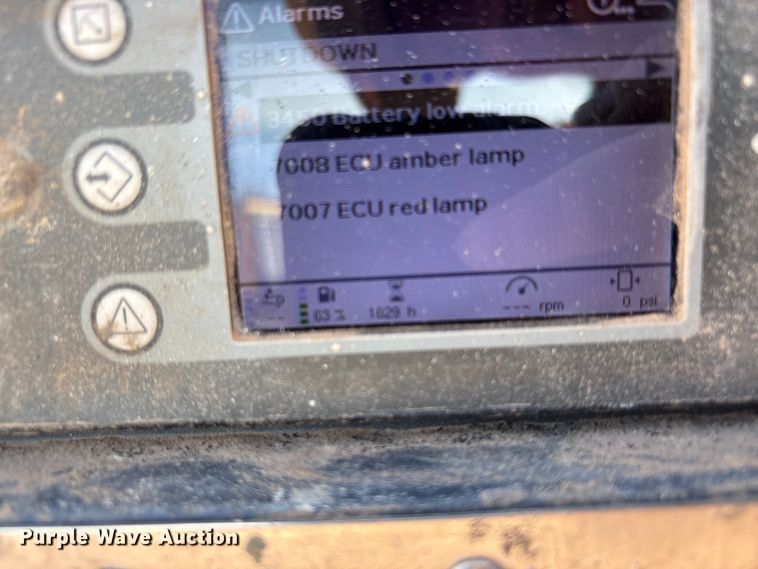 Alarms
SHUTDOWN
Battery low alarm
7008 ECU amber lamp
7007 ECU red lamp
63 % 1829 h --- rpm 0 psi
Purple Wave Auction